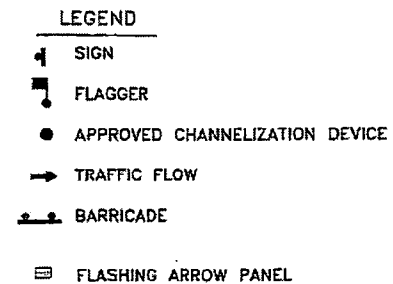 LEGEND
SIGN
FLAGGER
APPROVED CHANNELIZATION DEVICE
TRAFFIC FLOW
BARRICADE
FLASHING ARROW PANEL